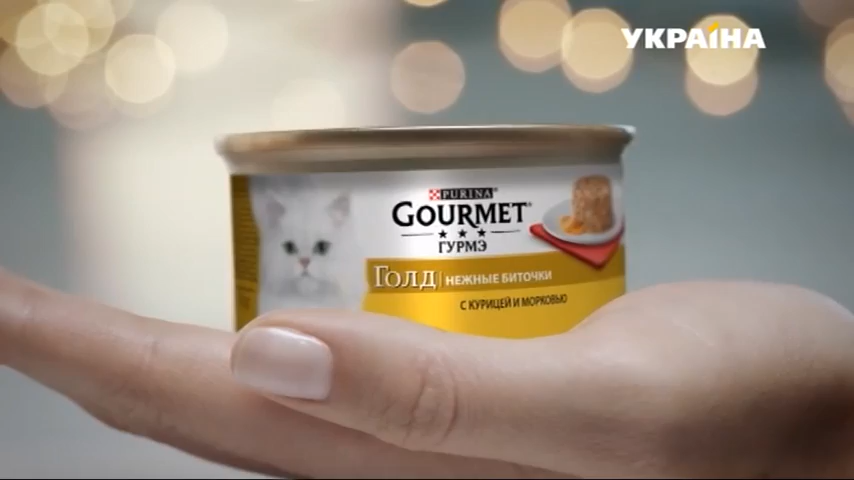 УКРАЇНА
PURINA®
GOURMET®
ГУРМЭ
Голд | НЕЖНЫЕ БИТОЧКИ
С КУРИЦЕЙ И МОРКОВЬЮ